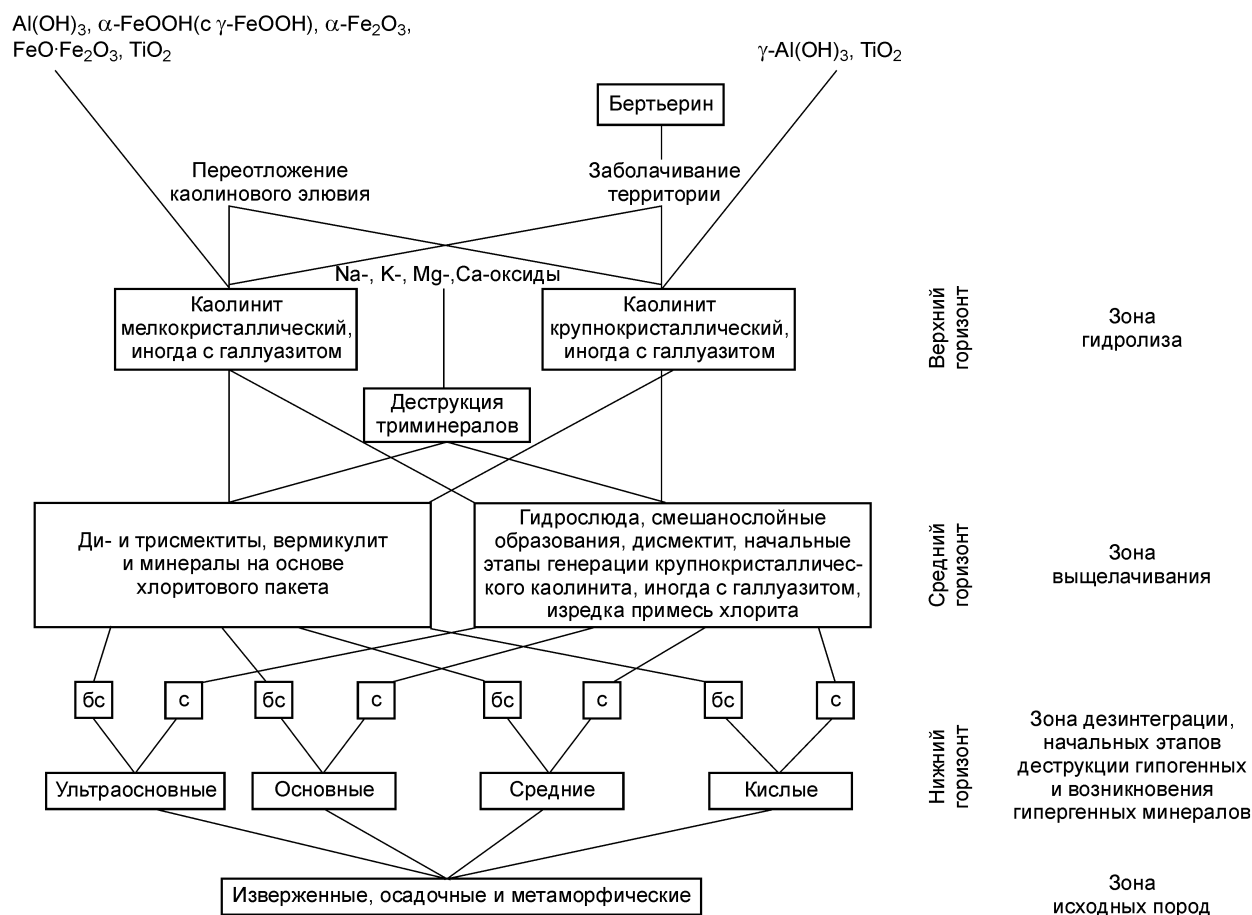 Al(OH)₃, α-FeOOH(с γ-FeOOH), α-Fe₂O₃,
FeO·Fe₂O₃, TiO₂
γ-Al(OH)₃, TiO₂
Бертьерин
Переотложение
каолинового элювия
Заболачивание
территории
Na-, K-, Mg-,Ca-оксиды
Каолинит
мелкокристаллический,
иногда с галлуазитом
Каолинит
крупнокристаллический,
иногда с галлуазитом
Верхний
горизонт
Зона
гидролиза
Деструкция
триминералов
Ди- и трисмектиты, вермикулит
и минералы на основе
хлоритового пакета
Гидрослюда, смешанослойные
образования, дисмектит, начальные
этапы генерации крупнокристалличес-
кого каолинита, иногда с галлуазитом,
изредка примесь хлорита
Средний
горизонт
Зона
выщелачивания
бс
с
бс
с
бс
с
бс
с
Ультраосновные
Основные
Средние
Кислые
Нижний
горизонт
Зона дезинтеграции,
начальных этапов
деструкции гипогенных
и возникновения
гипергенных минералов
Изверженные, осадочные и метаморфические
Зона
исходных пород